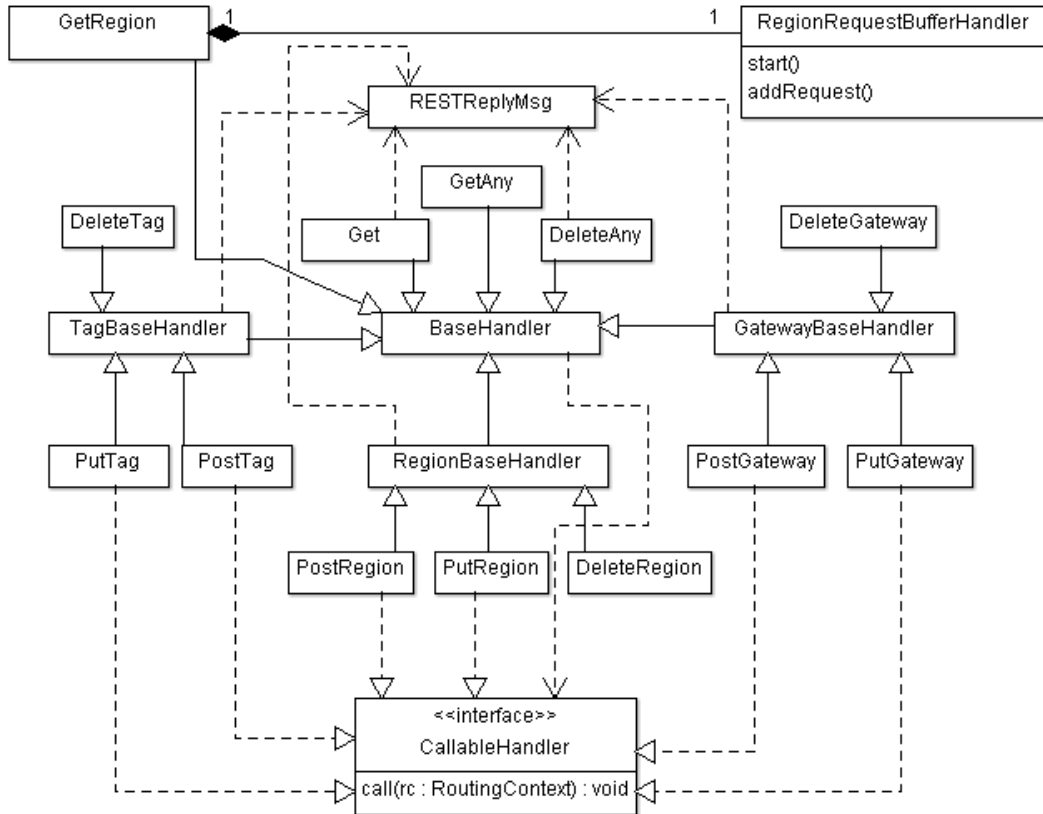 GetRegion
1
1
RegionRequestBufferHandler
start()
addRequest()
RESTReplyMsg
GetAny
DeleteTag
Get
DeleteAny
DeleteGateway
TagBaseHandler
BaseHandler
GatewayBaseHandler
PutTag
PostTag
RegionBaseHandler
PostGateway
PutGateway
PostRegion
PutRegion
DeleteRegion
<<interface>>
CallableHandler
call(rc : RoutingContext) : void